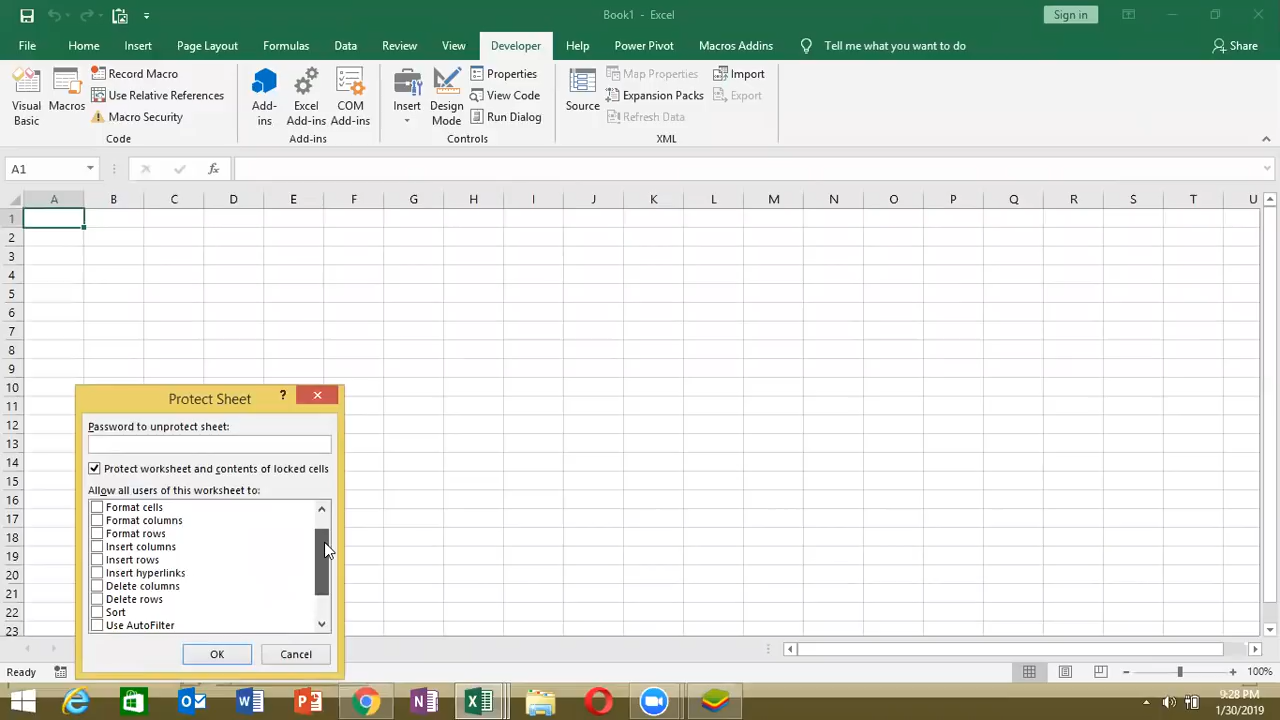 Book1 - Excel
Sign in
File Home Insert Page Layout Formulas Data Review View Developer Help Power Pivot Macros Addins Tell me what you want to do Share
Visual Basic
Macros
Record Macro
Use Relative References
Macro Security
Code
Add-ins
Excel Add-ins
COM Add-ins
Add-ins
Insert
Design Mode
Properties
View Code
Run Dialog
Controls
Source
Map Properties
Expansion Packs
Refresh Data
Import
Export
XML
A1
fx
A B C D E F G H I J K L M N O P Q R S T U
1
2
3
4
5
6
7
8
9
10
11
12
13
14
15
16
17
18
19
20
21
22
23
Protect Sheet ?
Password to unprotect sheet:
Protect worksheet and contents of locked cells
Allow all users of this worksheet to:
Format cells
Format columns
Format rows
Insert columns
Insert rows
Insert hyperlinks
Delete columns
Delete rows
Sort
Use AutoFilter
OK Cancel
Ready
100%
9:28 PM
1/30/2019